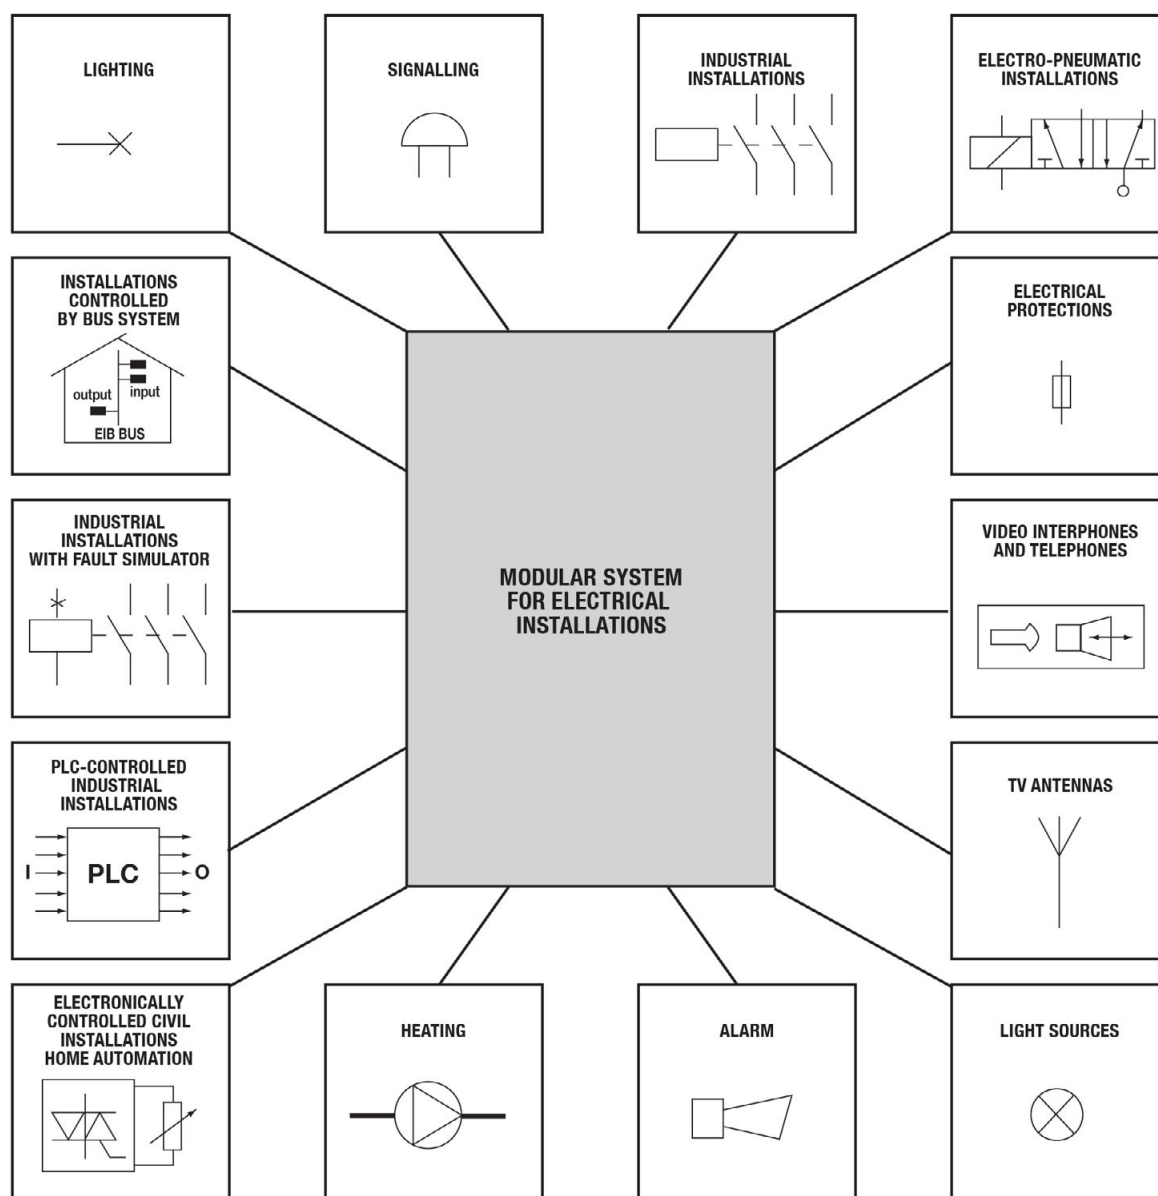 LIGHTING
SIGNALLING
INDUSTRIAL
INSTALLATIONS
ELECTRO-PNEUMATIC
INSTALLATIONS
INSTALLATIONS
CONTROLLED
BY BUS SYSTEM
output
input
EIB BUS
ELECTRICAL
PROTECTIONS
INDUSTRIAL
INSTALLATIONS
WITH FAULT SIMULATOR
MODULAR SYSTEM
FOR ELECTRICAL
INSTALLATIONS
VIDEO INTERPHONES
AND TELEPHONES
PLC-CONTROLLED
INDUSTRIAL
INSTALLATIONS
I
PLC
O
TV ANTENNAS
ELECTRONICALLY
CONTROLLED CIVIL
INSTALLATIONS
HOME AUTOMATION
HEATING
ALARM
LIGHT SOURCES